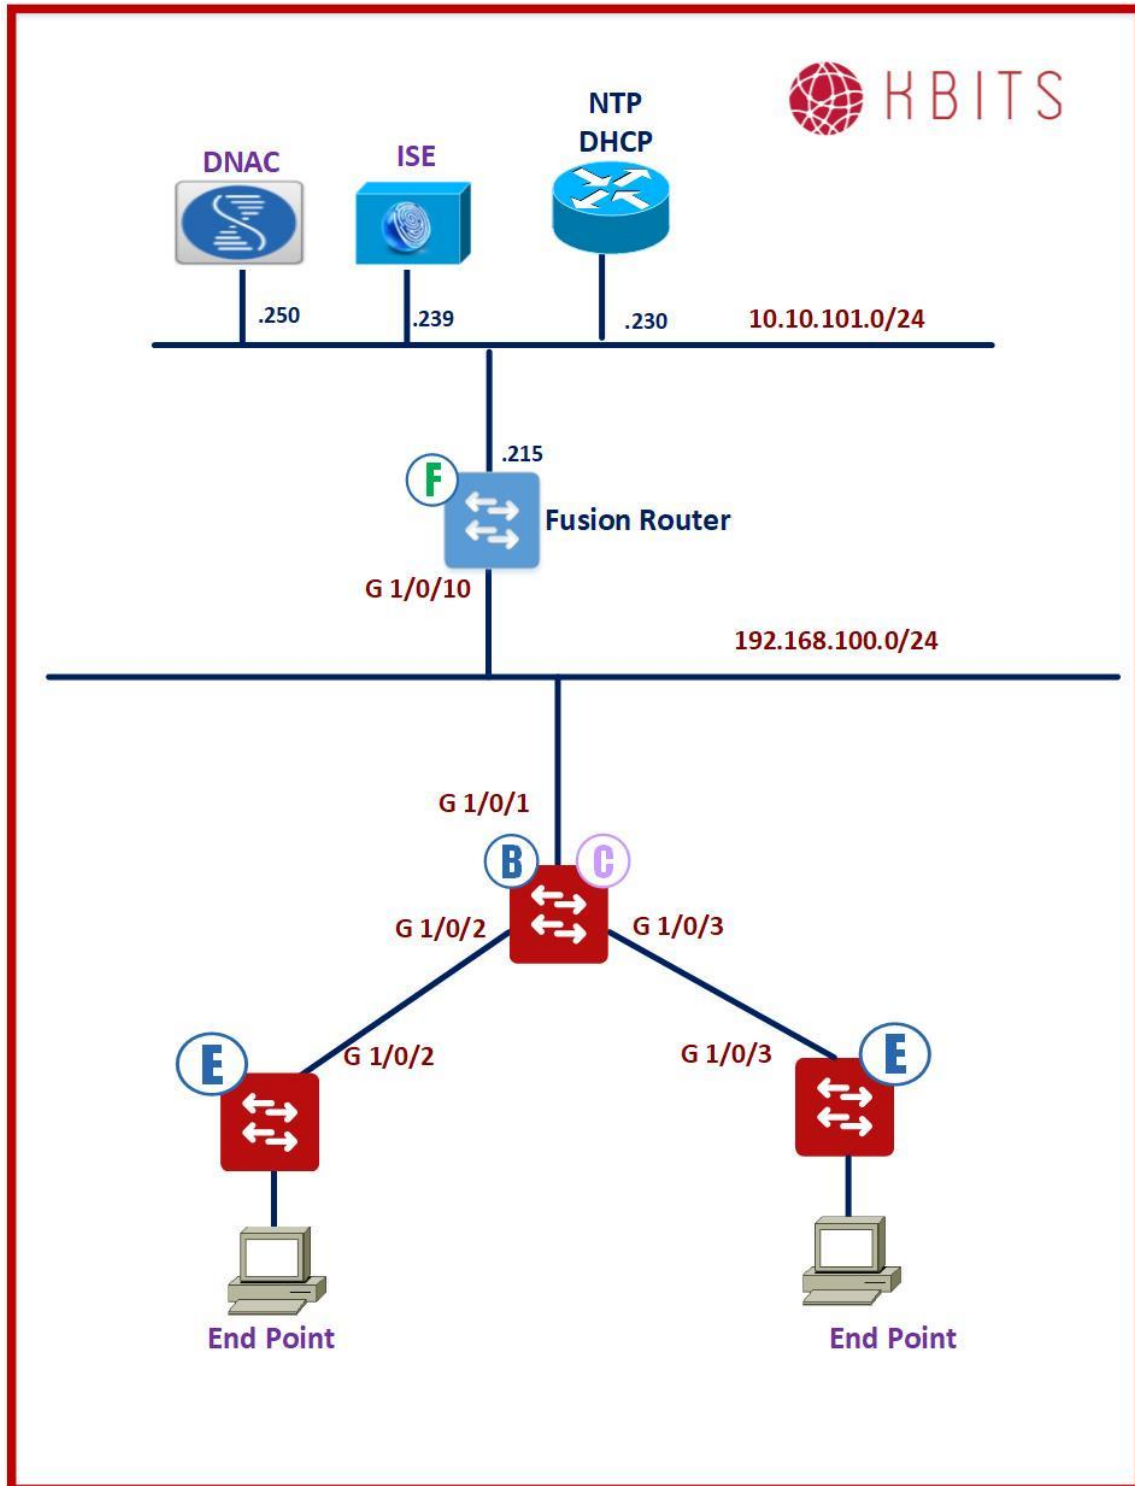 KBITS
NTP
DHCP
DNAC
ISE
.250
.239
.230
10.10.101.0/24
.215
F
Fusion Router
G 1/0/10
192.168.100.0/24
G 1/0/1
B
C
G 1/0/2
G 1/0/3
E
G 1/0/2
G 1/0/3
E
End Point
End Point